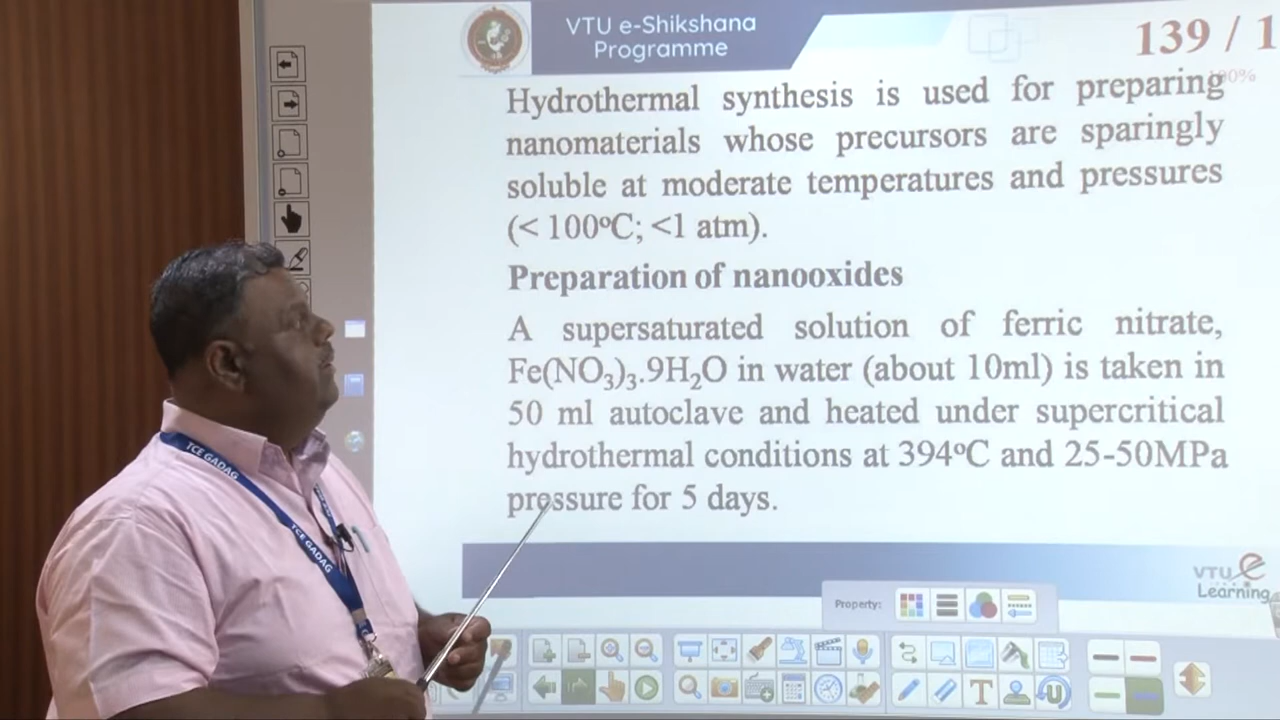 VTU e-Shikshana
Programme
139 / 1
100%
Hydrothermal synthesis is used for preparing
nanomaterials whose precursors are sparingly
soluble at moderate temperatures and pressures
(< 100ºC; <1 atm).
Preparation of nanooxides
A supersaturated solution of ferric nitrate,
Fe(NO₃)₃.9H₂O in water (about 10ml) is taken in
50 ml autoclave and heated under supercritical
hydrothermal conditions at 394ºC and 25-50MPa
pressure for 5 days.
TCE GADAG
TCE GADAG
VTU e
Learning
Property: